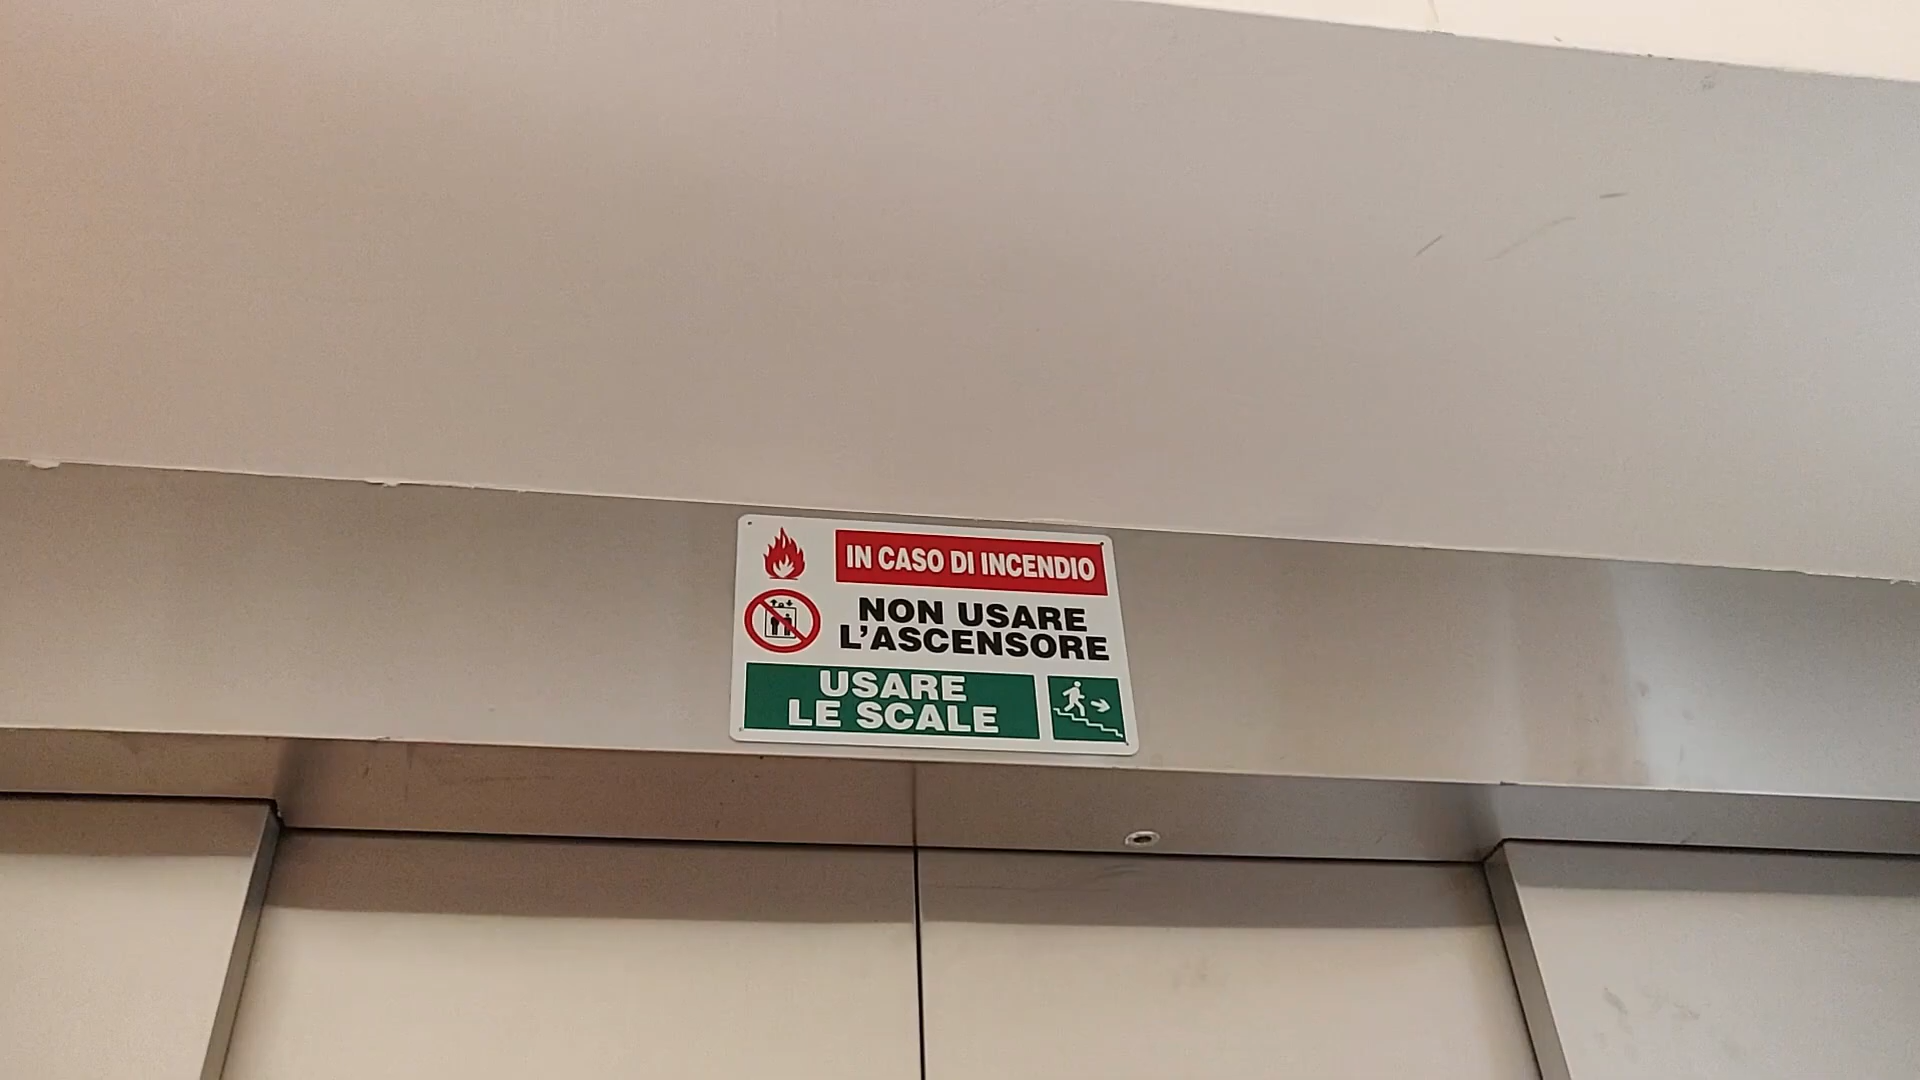 IN CASO DI INCENDIO
NON USARE
L'ASCENSORE
USARE
LE SCALE